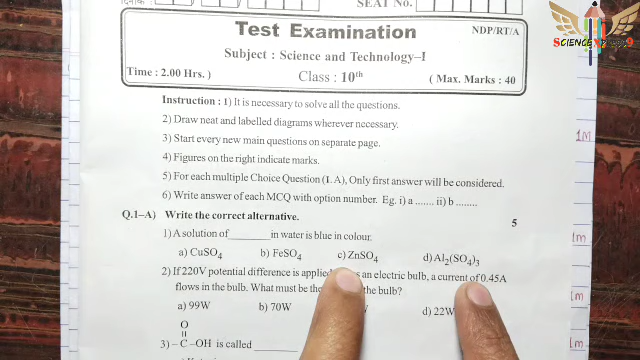 दिनांक :
SEAT No.
SCIENCE XPRESS 9
Test Examination
NDP/RT/A
Subject : Science and Technology–I
Time : 2.00 Hrs. )
Class : 10th
( Max. Marks : 40
Instruction : 1) It is necessary to solve all the questions.
2) Draw neat and labelled diagrams wherever necessary.
3) Start every new main questions on separate page.
4) Figures on the right indicate marks.
5) For each multiple Choice Question (I. A), Only first answer will be considered.
6) Write answer of each MCQ with option number. Eg. i) a ....... ii) b ........
Q.1–A) Write the correct alternative.
5
1) A solution of ________ in water is blue in colour.
a) CuSO4 b) FeSO4 c) ZnSO4 d) Al2(SO4)3
2) If 220V potential difference is applied an electric bulb, a current of 0.45A
flows in the bulb. What must be the the bulb?
a) 99W b) 70W W d) 22W
O
3) – C –OH is called ________
1M
1m
1M
1M